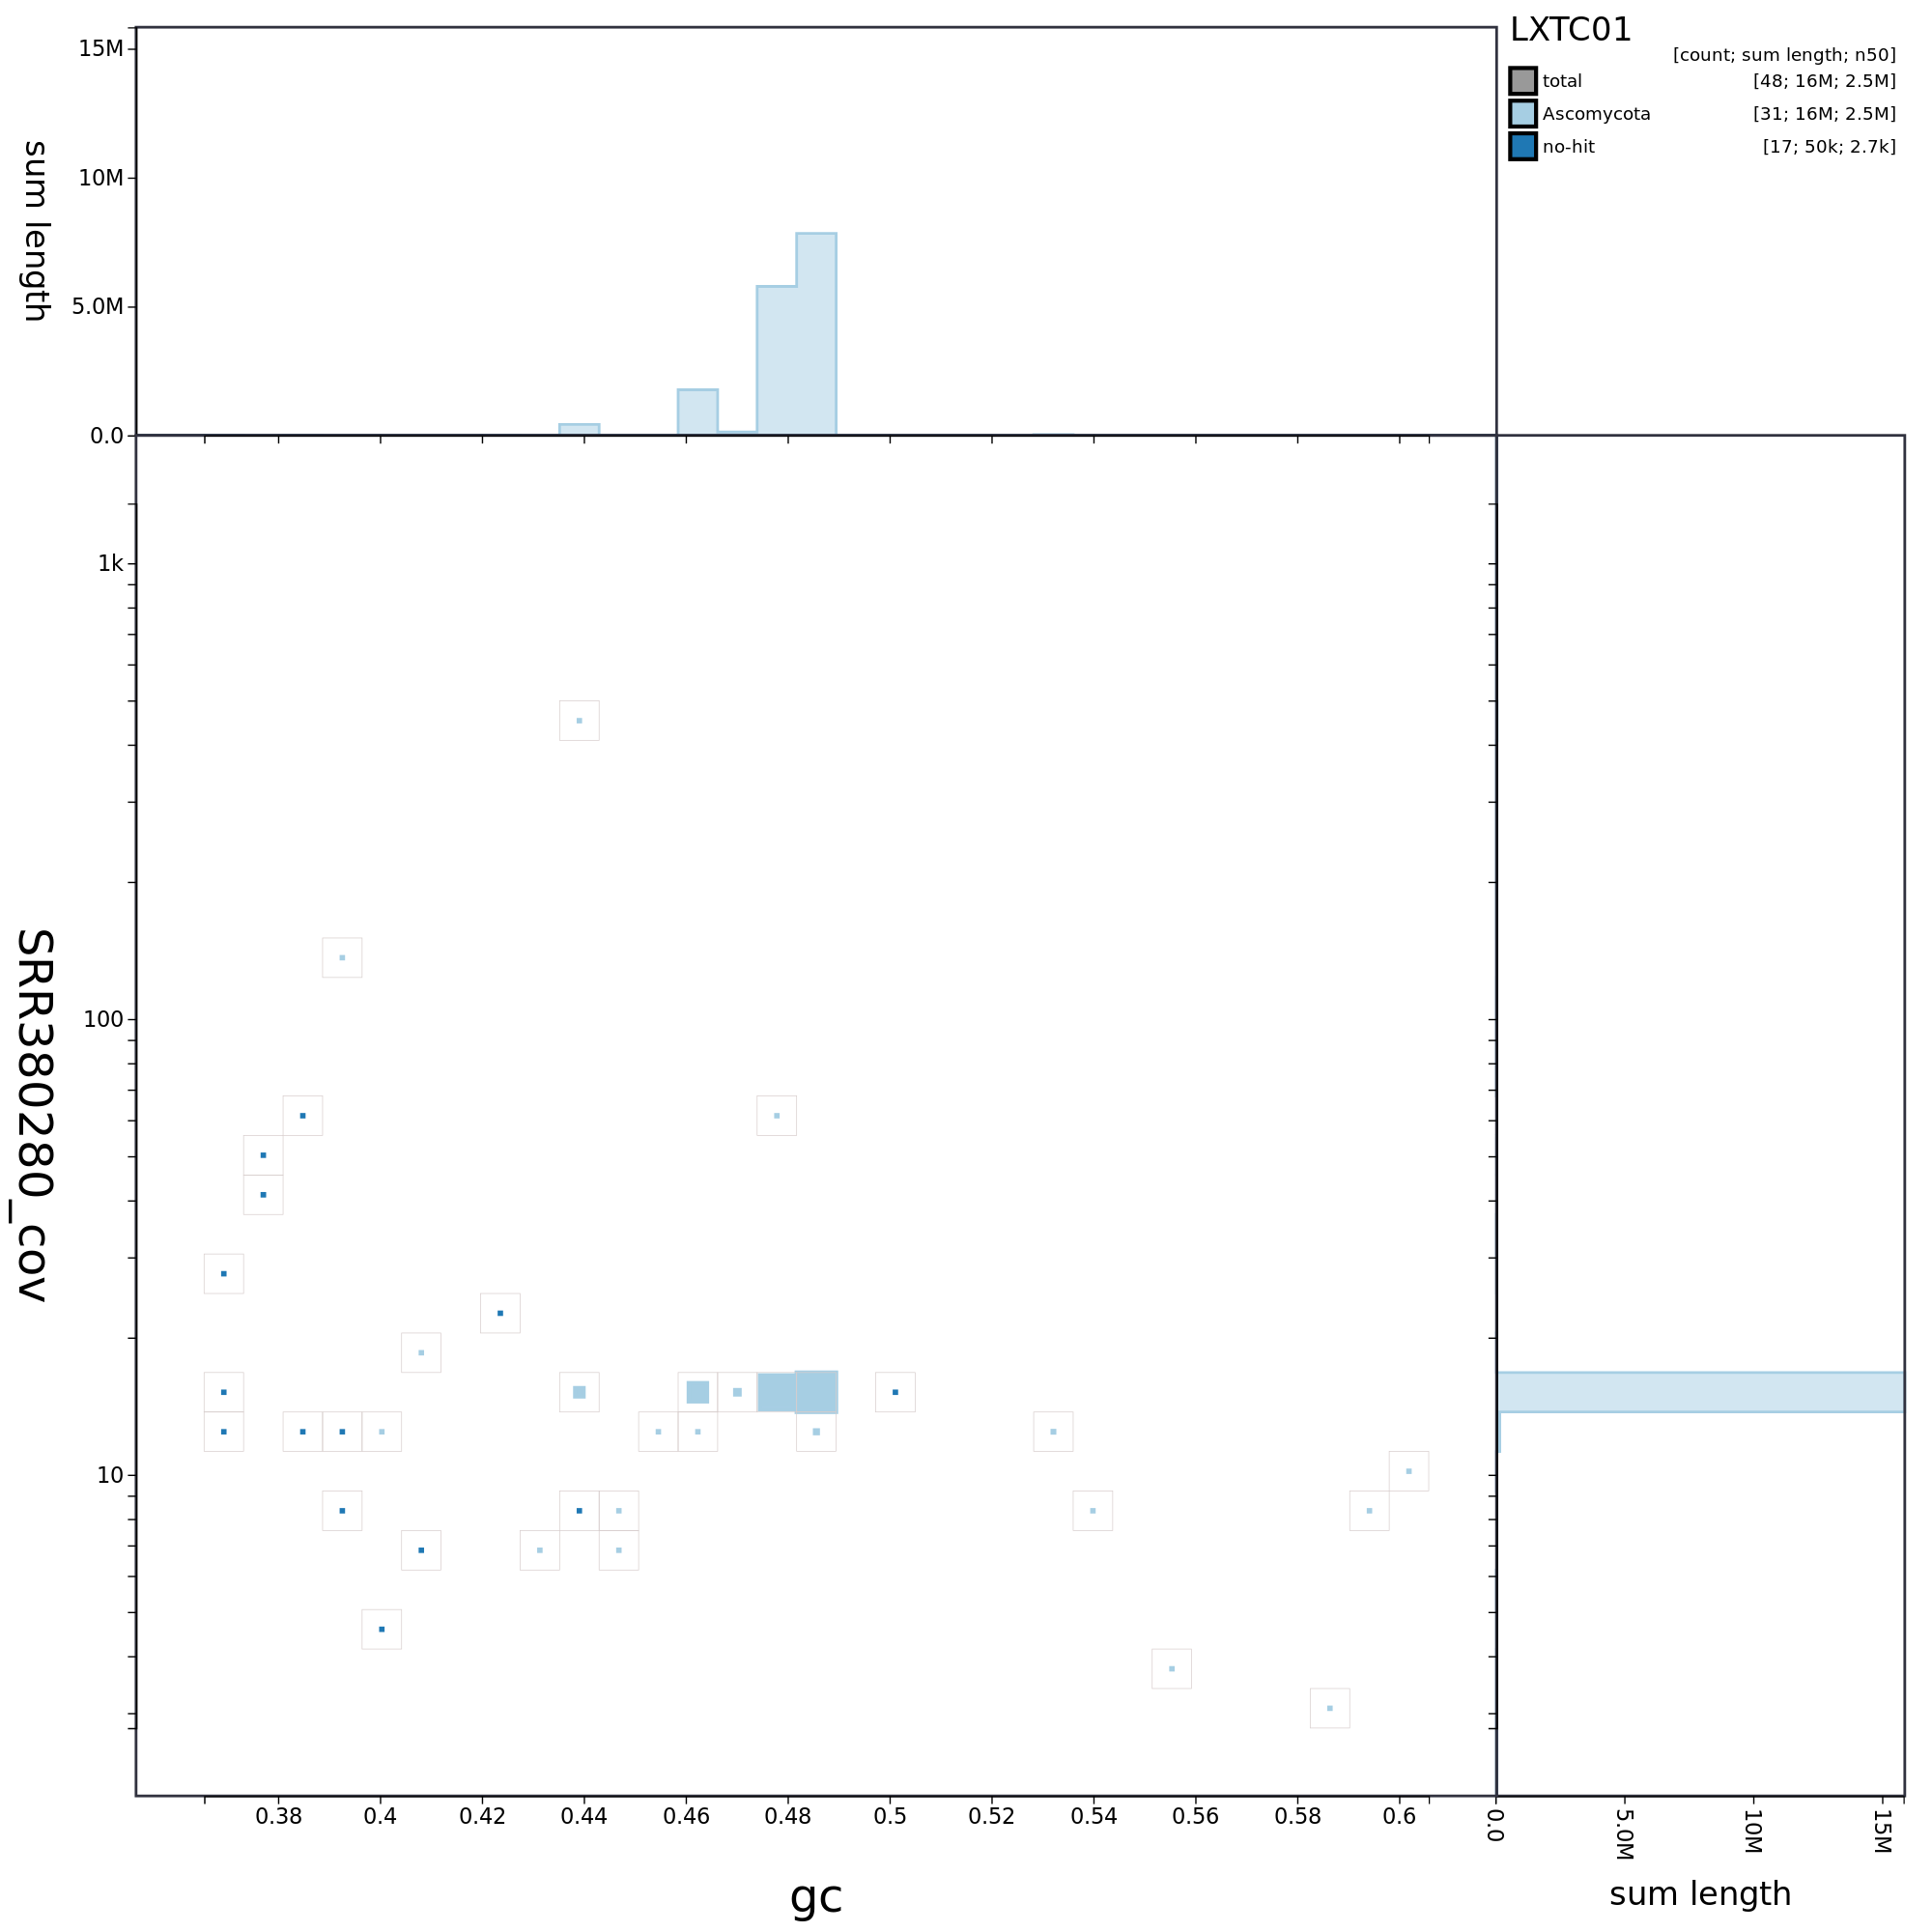 LXTC01
[count; sum length; n50]
total [48; 16M; 2.5M]
Ascomycota [31; 16M; 2.5M]
no-hit [17; 50k; 2.7k]
sum length
15M
10M
5.0M
0.0
SRR380280_cov
1k
100
10
0.38 0.4 0.42 0.44 0.46 0.48 0.5 0.52 0.54 0.56 0.58 0.6
gc
0.0 5.0M 10M 15M
sum length